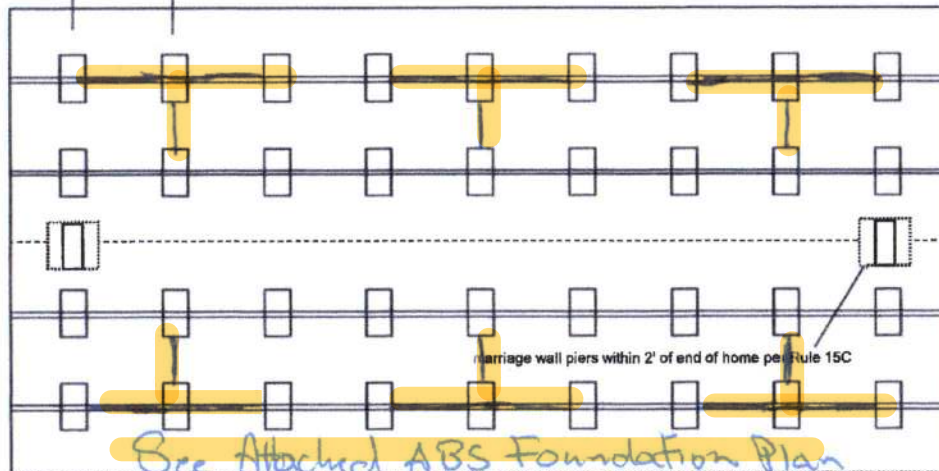 marriage wall piers within 2' of end of home per Rule 15C
See Attached ABS Foundation Plan